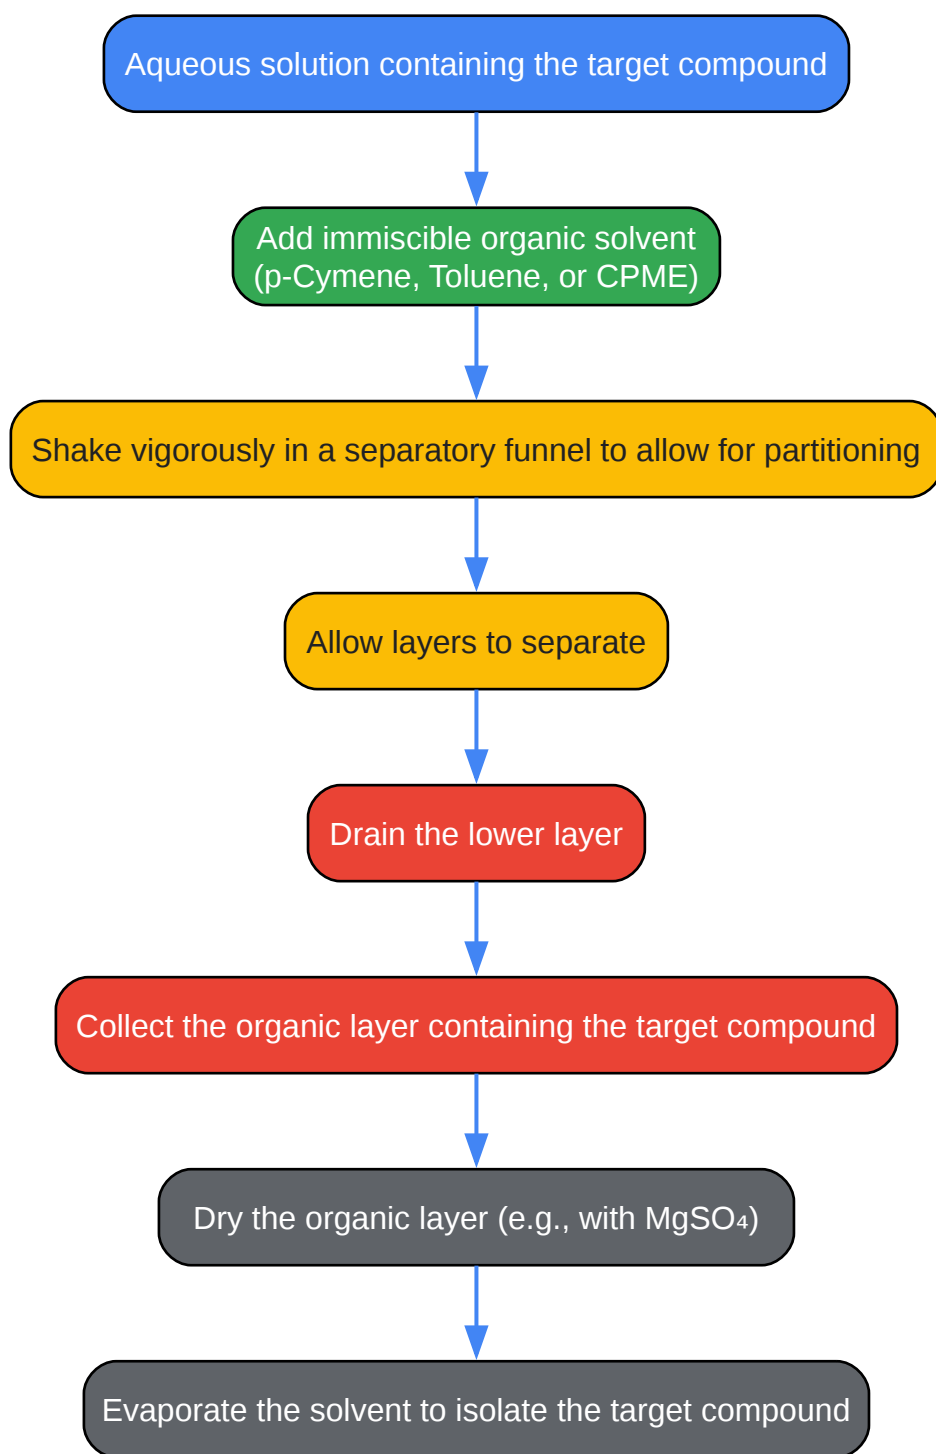 Aqueous solution containing the target compound
Add immiscible organic solvent
(p-Cymene, Toluene, or CPME)
Shake vigorously in a separatory funnel to allow for partitioning
Allow layers to separate
Drain the lower layer
Collect the organic layer containing the target compound
Dry the organic layer (e.g., with MgSO₄)
Evaporate the solvent to isolate the target compound